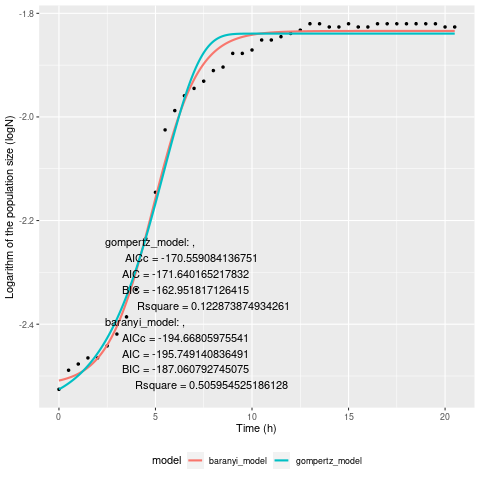 -1.8
-2.0
-2.2
-2.4
Logarithm of the population size (logN)
gompertz_model: ,
AICc = -170.559084136751
AIC = -171.640165217832
BIC = -162.951817126415
Rsquare = 0.122873874934261
baranyi_model: ,
AICc = -194.66805975541
AIC = -195.749140836491
BIC = -187.060792745075
Rsquare = 0.505954525186128
0 5 10 15 20
Time (h)
model baranyi_model gompertz_model